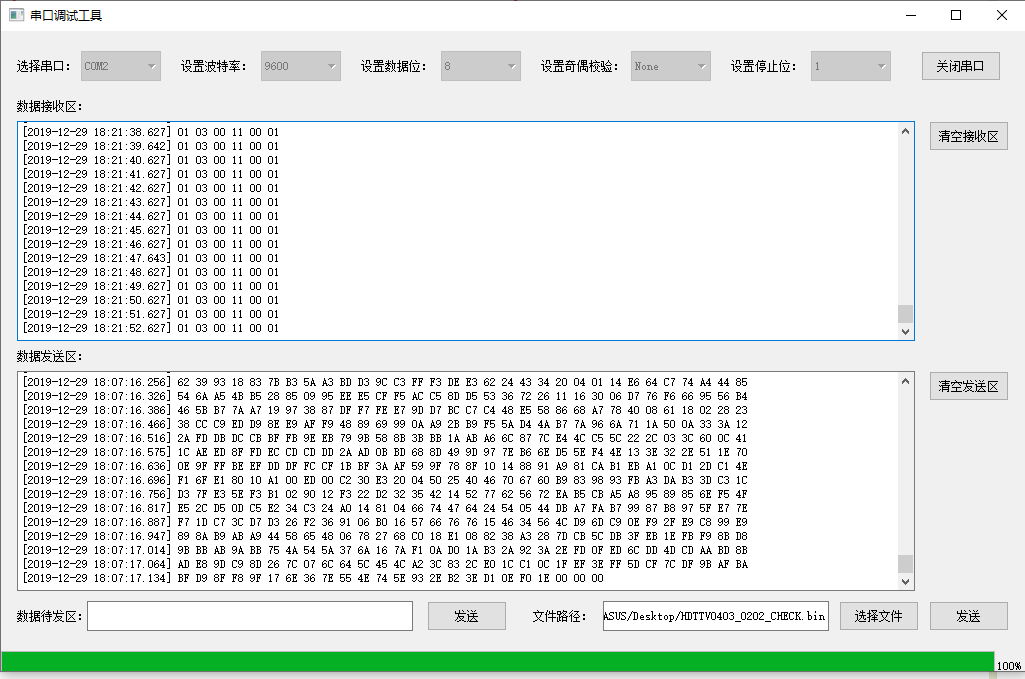 串口调试工具
选择串口: COM2 设置波特率: 9600 设置数据位: 8 设置奇偶校验: None 设置停止位: 1 关闭串口
数据接收区:
清空接收区
[2019-12-29 18:21:38.627] 01 03 00 11 00 01
[2019-12-29 18:21:39.642] 01 03 00 11 00 01
[2019-12-29 18:21:40.627] 01 03 00 11 00 01
[2019-12-29 18:21:41.627] 01 03 00 11 00 01
[2019-12-29 18:21:42.627] 01 03 00 11 00 01
[2019-12-29 18:21:43.627] 01 03 00 11 00 01
[2019-12-29 18:21:44.627] 01 03 00 11 00 01
[2019-12-29 18:21:45.627] 01 03 00 11 00 01
[2019-12-29 18:21:46.627] 01 03 00 11 00 01
[2019-12-29 18:21:47.643] 01 03 00 11 00 01
[2019-12-29 18:21:48.627] 01 03 00 11 00 01
[2019-12-29 18:21:49.627] 01 03 00 11 00 01
[2019-12-29 18:21:50.627] 01 03 00 11 00 01
[2019-12-29 18:21:51.627] 01 03 00 11 00 01
[2019-12-29 18:21:52.627] 01 03 00 11 00 01
数据发送区:
清空发送区
[2019-12-29 18:07:16.256] 62 39 93 18 83 7B B3 5A A3 BD D3 9C C3 FF F3 DE E3 62 24 43 34 20 04 01 14 E6 64 C7 74 A4 44 85
[2019-12-29 18:07:16.326] 54 6A A5 4B B5 28 85 09 95 EE E5 CF F5 AC C5 8D D5 53 36 72 26 11 16 30 06 D7 76 F6 66 95 56 B4
[2019-12-29 18:07:16.386] 46 5B B7 7A A7 19 97 38 87 DF F7 FE E7 9D D7 BC C7 C4 48 E5 58 86 68 A7 78 40 08 61 18 02 28 23
[2019-12-29 18:07:16.466] 38 CC C9 ED D9 8E E9 AF F9 48 89 69 99 0A A9 2B B9 F5 5A D4 4A B7 7A 96 6A 71 1A 50 0A 33 3A 12
[2019-12-29 18:07:16.516] 2A FD DB DC CB BF FB 9E EB 79 9B 58 8B 3B BB 1A AB A6 6C 87 7C E4 4C C5 5C 22 2C 03 3C 60 0C 41
[2019-12-29 18:07:16.575] 1C AE ED 8F FD EC CD CD DD 2A AD 0B BD 68 8D 49 9D 97 7E B6 6E D5 5E F4 4E 13 3E 32 2E 51 1E 70
[2019-12-29 18:07:16.636] 0E 9F FF BE EF DD DF FC CF 1B BF 3A AF 59 9F 78 8F 10 14 88 91 A9 81 CA B1 EB A1 0C D1 2D C1 4E
[2019-12-29 18:07:16.696] F1 6F E1 80 10 A1 00 ED 00 C2 30 E3 20 04 50 25 40 46 70 67 60 B9 83 98 93 FB A3 DA B3 3D C3 1C
[2019-12-29 18:07:16.756] D3 7F E3 5E F3 B1 02 90 12 F3 22 D2 32 35 42 14 52 77 62 56 72 EA B5 CB A5 A8 95 89 85 6E F5 4F
[2019-12-29 18:07:16.817] E5 2C D5 0D C5 E2 34 C3 24 A0 14 81 04 66 74 47 64 24 54 05 44 DB A7 FA B7 99 87 B8 97 5F E7 7E
[2019-12-29 18:07:16.887] F7 1D C7 3C D7 D3 26 F2 36 91 06 B0 16 57 66 76 76 15 46 34 56 4C D9 6D C9 0E F9 2F E9 C8 99 E9
[2019-12-29 18:07:16.947] 89 8A B9 AB A9 44 58 65 48 06 78 27 68 C0 18 E1 08 82 38 A3 28 7D CB 5C DB 3F EB 1E FB F9 8B D8
[2019-12-29 18:07:17.014] 9B BB AB 9A BB 75 4A 54 5A 37 6A 16 7A F1 0A D0 1A B3 2A 92 3A 2E FD 0F ED 6C DD 4D CD AA BD 8B
[2019-12-29 18:07:17.064] AD E8 9D C9 8D 26 7C 07 6C 64 5C 45 4C A2 3C 83 2C E0 1C C1 0C 1F EF 3E FF 5D CF 7C DF 9B AF BA
[2019-12-29 18:07:17.134] BF D9 8F F8 9F 17 6E 36 7E 55 4E 74 5E 93 2E B2 3E D1 0E F0 1E 00 00 00
数据待发区: 发送 文件路径: ASUS/Desktop/HDTTV0403_0202_CHECK.bin 选择文件 发送
100%